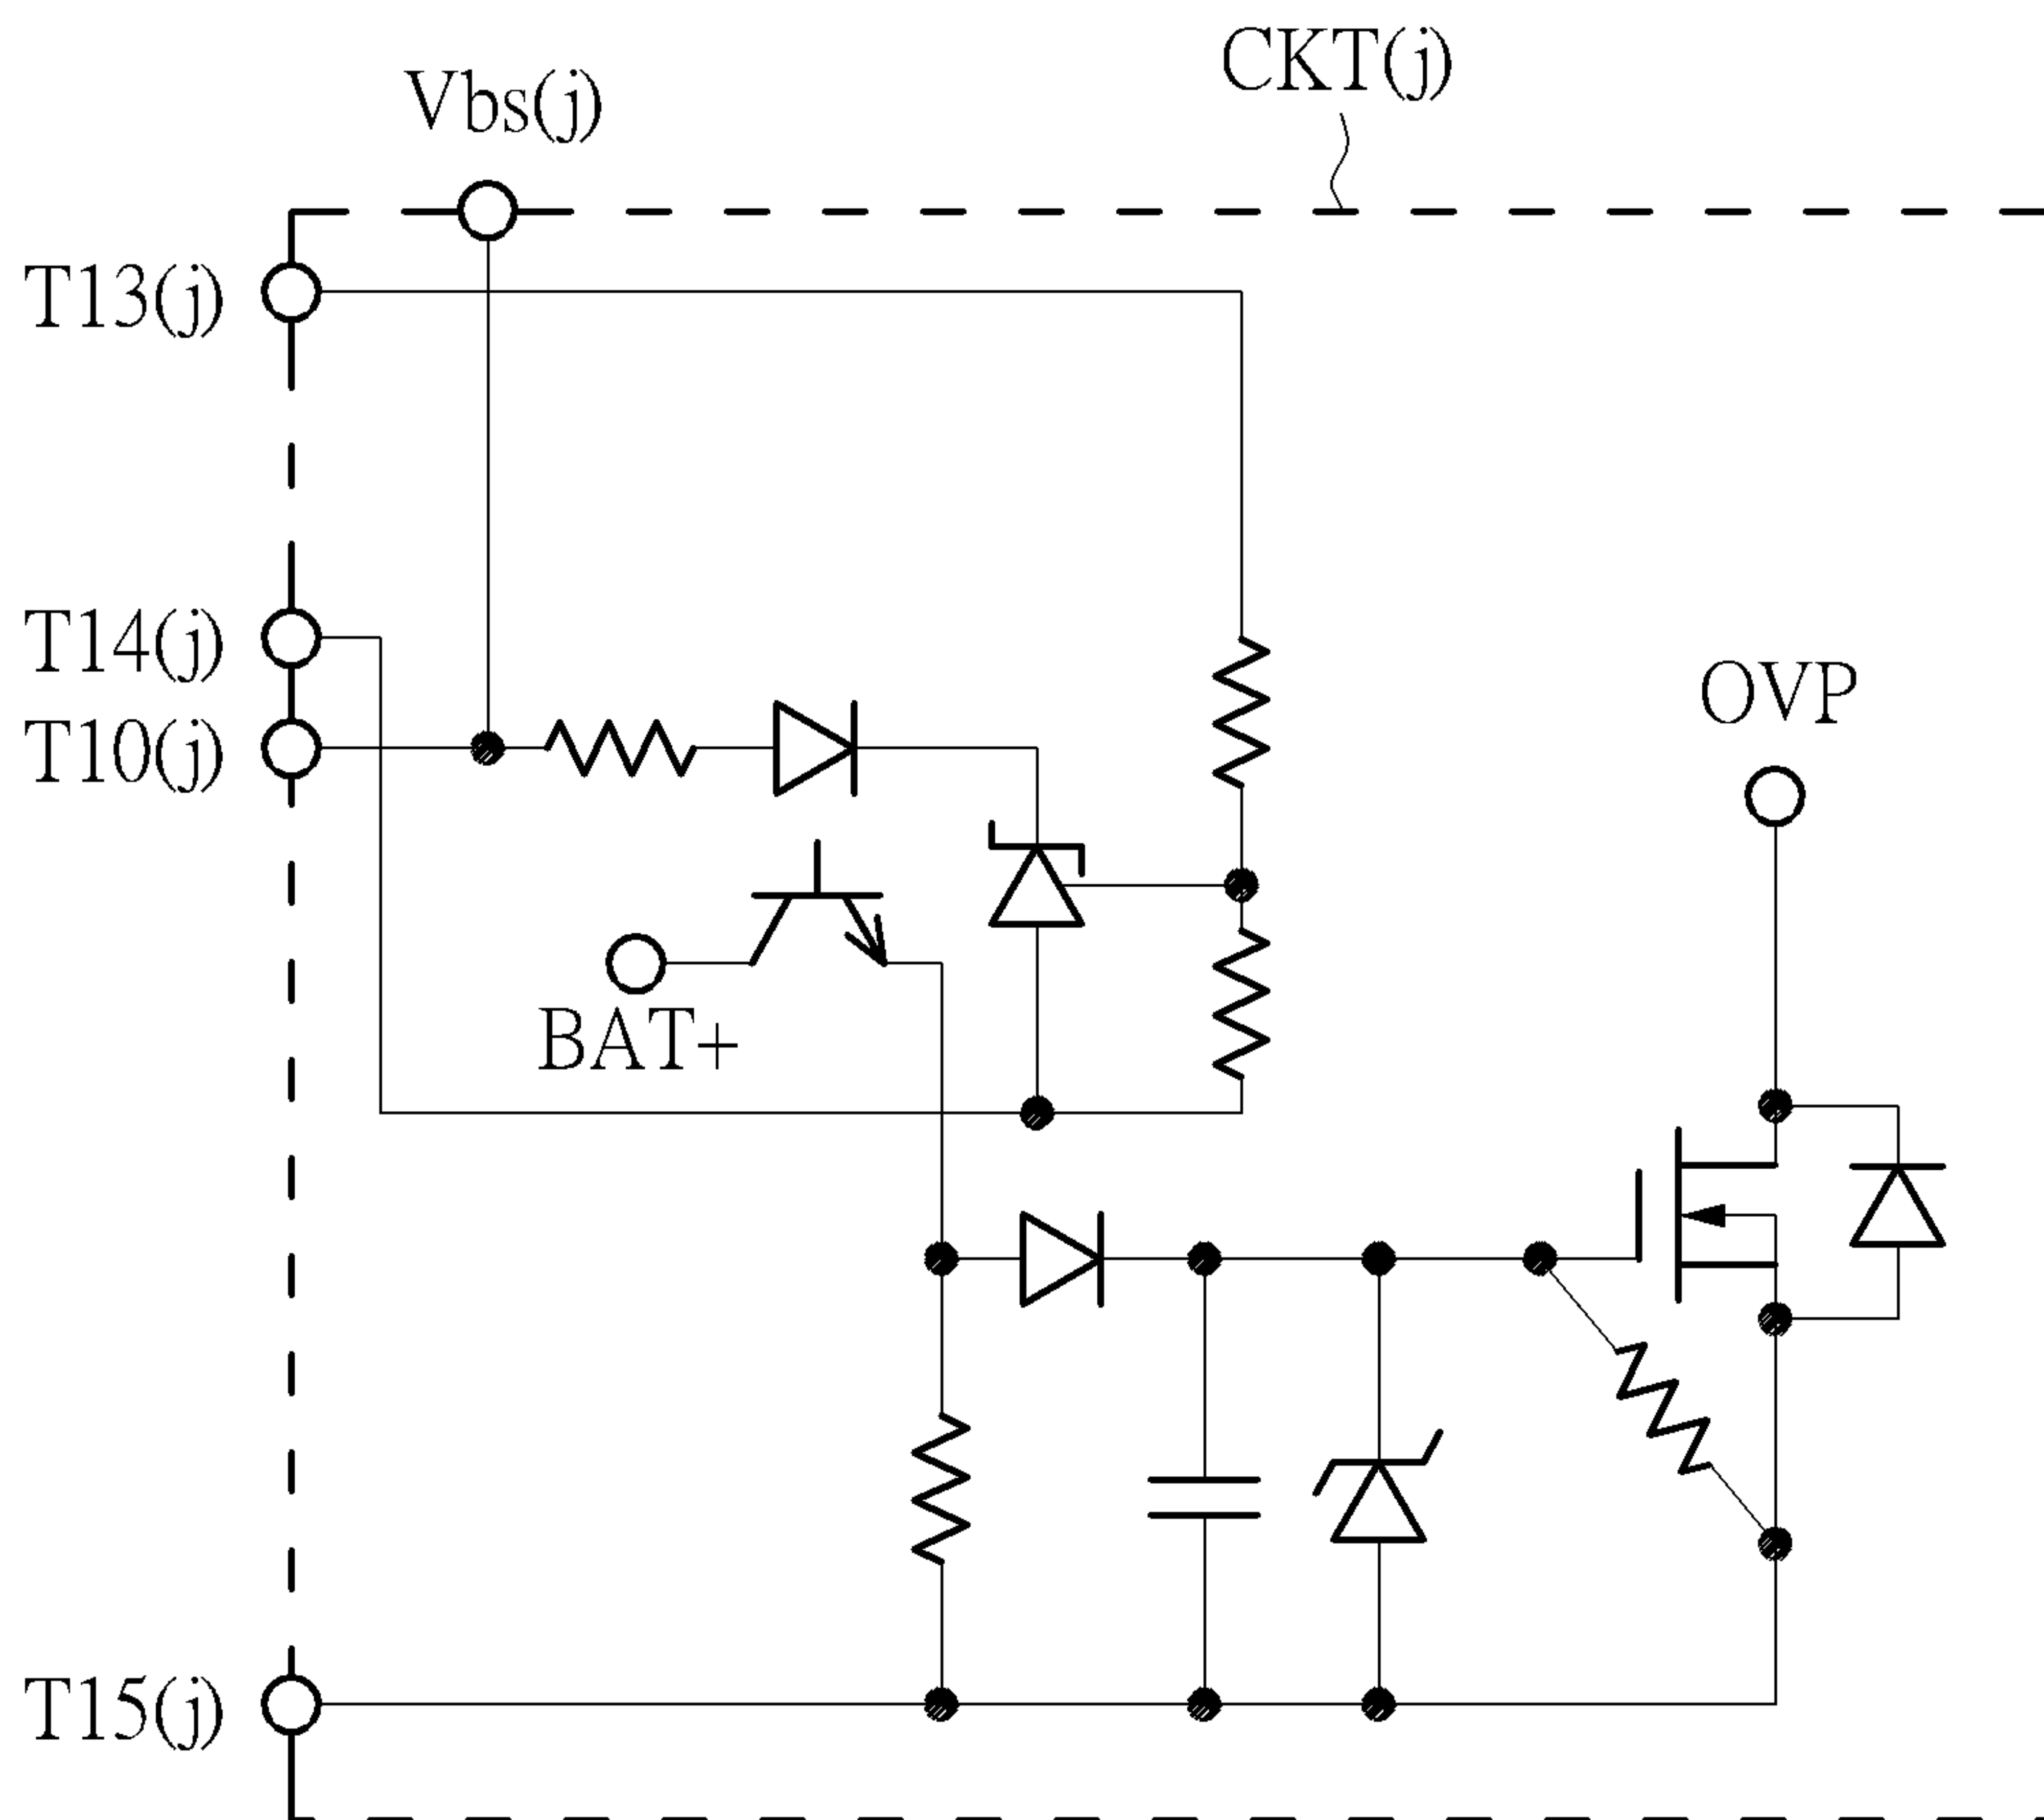 CKT(j)
Vbs(j)
T13(j)
T14(j)
OVP
T10(j)
BAT+
T15(j)